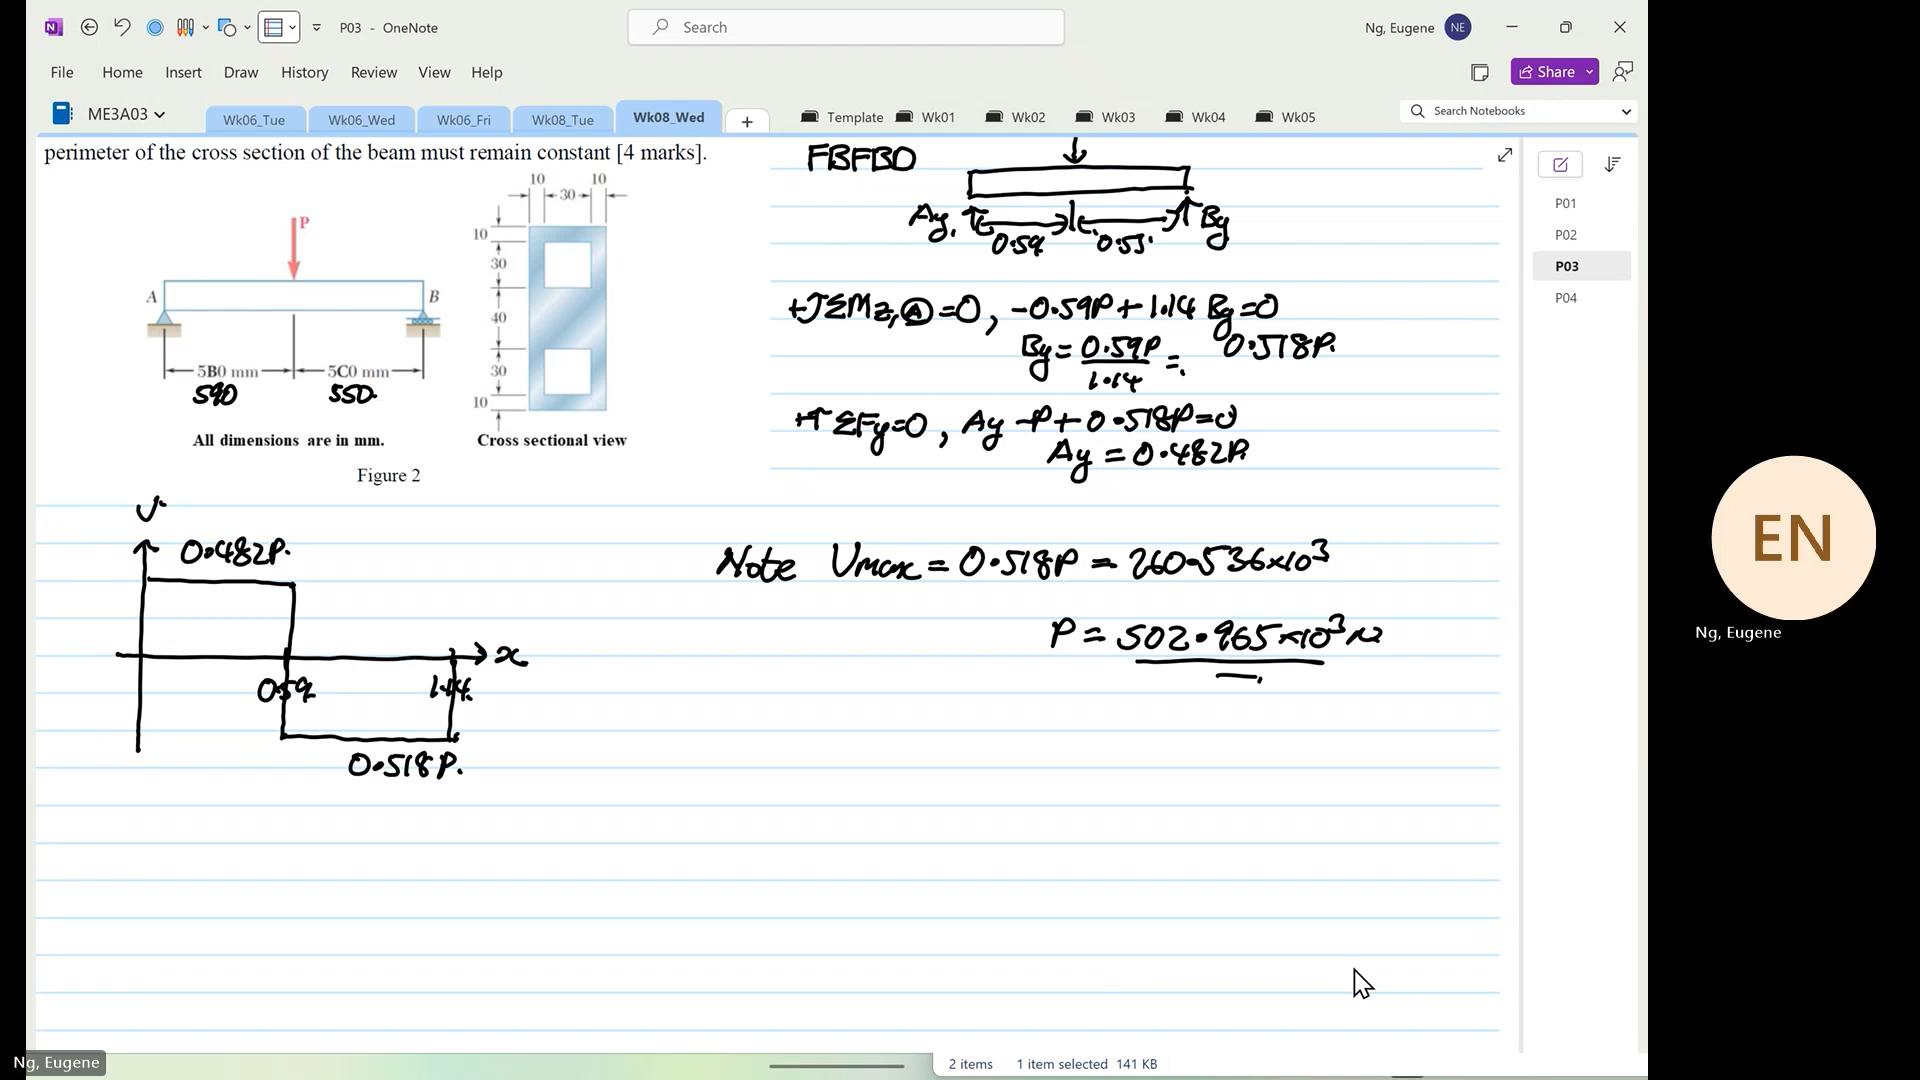 P03 - OneNote
Search
Ng, Eugene NE
File Home Insert Draw History Review View Help
Share
ME3A03
Wk06_Tue Wk06_Wed Wk06_Fri Wk08_Tue Wk08_Wed + Template Wk01 Wk02 Wk03 Wk04 Wk05
Search Notebooks
P01
P02
P03
P04
perimeter of the cross section of the beam must remain constant [4 marks].
P
A B
5B0 mm 5C0 mm
590 550.
All dimensions are in mm.
10 10
30
10
30
40
30
10
Cross sectional view
Figure 2
FBFBD
Ay. By
0.59 0.55.
+ΣMz,A=0, -0.59P+1.14 By=0
By=0.59P/1.14 = 0.518P.
+↑ΣFy=0, Ay-P+0.518P=0
Ay=0.482P.
V
0.482P.
x
0.59 1.14.
0.518P.
Note Vmax=0.518P=260.536×10³
P=502.965×10³N
EN
Ng, Eugene
Ng, Eugene
2 items 1 item selected 141 KB